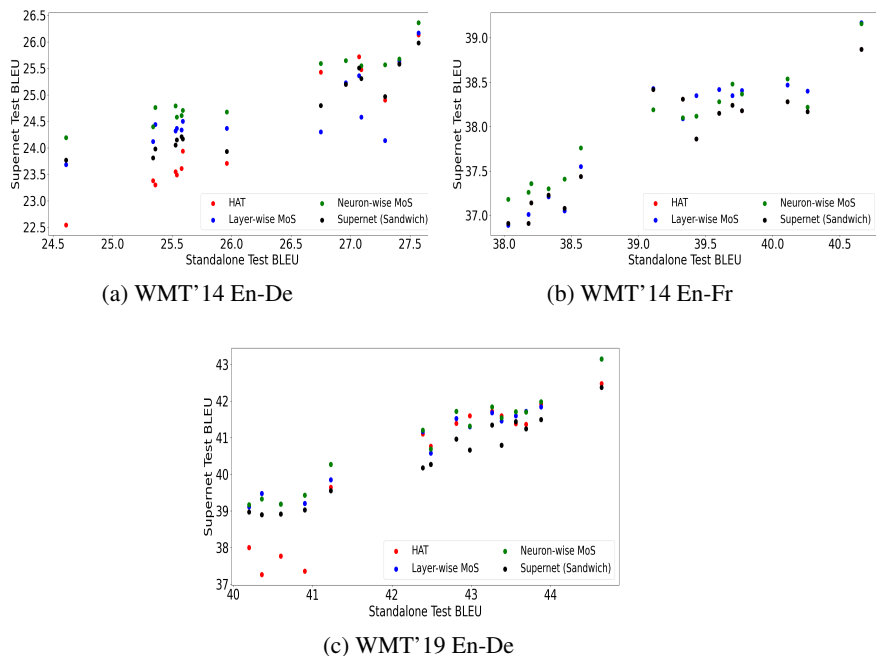 26.5
26.0
25.5
25.0
24.5
24.0
23.5
23.0
22.5
Supernet Test BLEU
HAT
Layer-wise MoS
Neuron-wise MoS
Supernet (Sandwich)
24.5 25.0 25.5 26.0 26.5 27.0 27.5
Standalone Test BLEU
(a) WMT'14 En-De
39.0
38.5
38.0
37.5
37.0
Supernet Test BLEU
HAT
Layer-wise MoS
Neuron-wise MoS
Supernet (Sandwich)
38.0 38.5 39.0 39.5 40.0 40.5
Standalone Test BLEU
(b) WMT'14 En-Fr
43
42
41
40
39
38
37
Supernet Test BLEU
HAT
Layer-wise MoS
Neuron-wise MoS
Supernet (Sandwich)
40 41 42 43 44
Standalone Test BLEU
(c) WMT'19 En-De